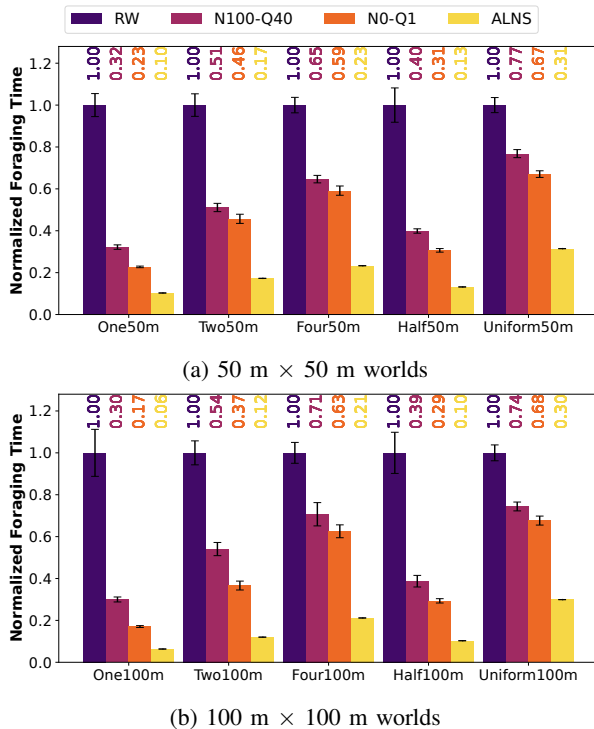 RW N100-Q40 N0-Q1 ALNS
Normalized Foraging Time
1.2
1.0
0.8
0.6
0.4
0.2
0.0
1.00 0.32 0.23 0.10 1.00 0.51 0.46 0.17 1.00 0.65 0.59 0.23 1.00 0.40 0.31 0.13 1.00 0.77 0.67 0.31
One50m Two50m Four50m Half50m Uniform50m
(a) 50 m × 50 m worlds
Normalized Foraging Time
1.2
1.0
0.8
0.6
0.4
0.2
0.0
1.00 0.30 0.17 0.06 1.00 0.54 0.37 0.12 1.00 0.71 0.63 0.21 1.00 0.39 0.29 0.10 1.00 0.74 0.68 0.30
One100m Two100m Four100m Half100m Uniform100m
(b) 100 m × 100 m worlds